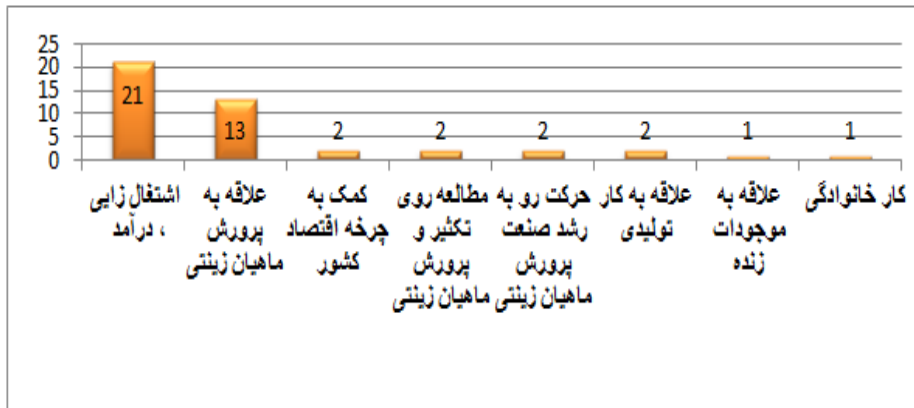 25
20
15
10
5
0
21
13
2
2
2
2
1
1
اشتغال زایی
، درآمد
علاقه به
پرورش
ماهیان زینتی
کمک به
چرخه اقتصاد
کشور
مطالعه روی
تکثیر و
پرورش
ماهیان زینتی
حرکت رو به
رشد صنعت
پرورش
ماهیان زینتی
علاقه به کار
تولیدی
علاقه به
موجودات
زنده
کار خانوادگی